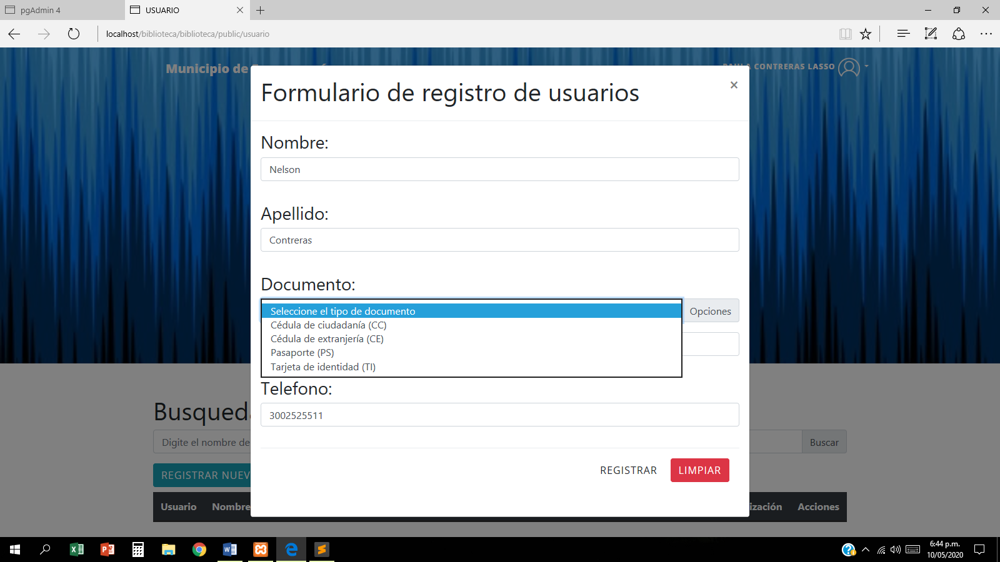 pgAdmin 4
USUARIO
localhost/biblioteca/biblioteca/public/usuario
Municipio de
CONTRERAS LASSO
Formulario de registro de usuarios
×
Nombre:
Nelson
Apellido:
Contreras
Documento:
Seleccione el tipo de documento
Opciones
Cédula de ciudadanía (CC)
Cédula de extranjería (CE)
Pasaporte (PS)
Tarjeta de identidad (TI)
Telefono:
3002525511
Busqued
Digite el nombre de
Buscar
REGISTRAR
LIMPIAR
REGISTRAR NUEV
Usuario
Nombre
ización
Acciones
6:44 p.m.
10/05/2020